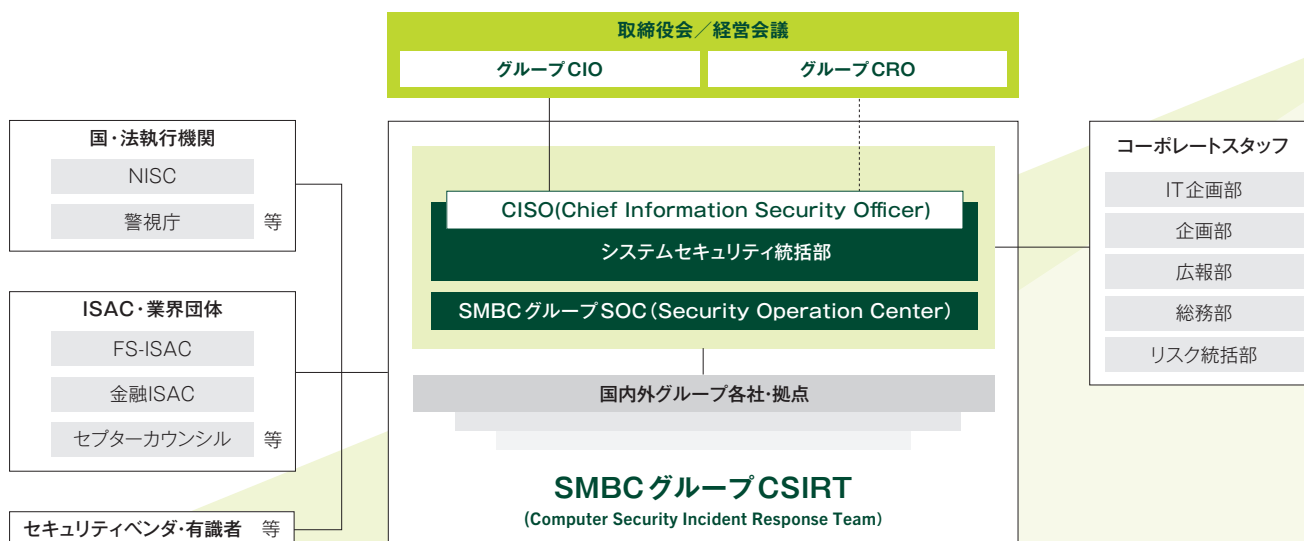 取締役会／経営会議
グループCIO
グループCRO
国・法執行機関
NISC
警視庁 等
ISAC・業界団体
FS-ISAC
金融ISAC
セプターカウンシル 等
セキュリティベンダ・有識者 等
CISO(Chief Information Security Officer)
システムセキュリティ統括部
SMBCグループSOC(Security Operation Center)
国内外グループ各社・拠点
SMBCグループCSIRT
(Computer Security Incident Response Team)
コーポレートスタッフ
IT企画部
企画部
広報部
総務部
リスク統括部